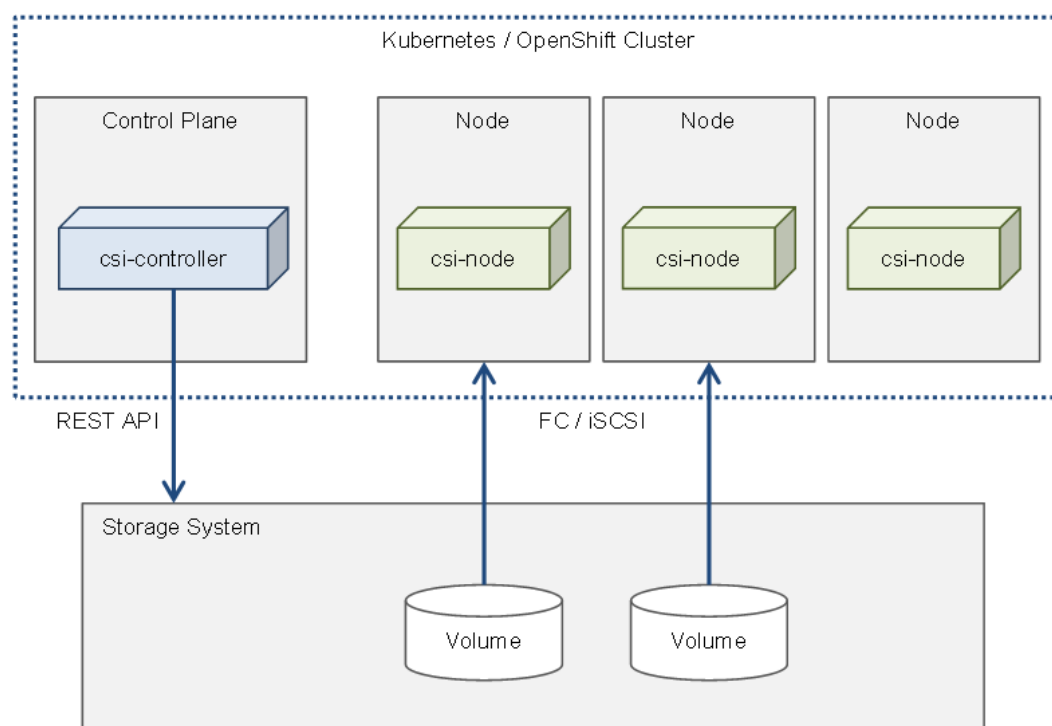 Kubernetes / OpenShift Cluster
Control Plane
Node
Node
Node
csi-controller
csi-node
csi-node
csi-node
REST API
FC / iSCSI
Storage System
Volume
Volume